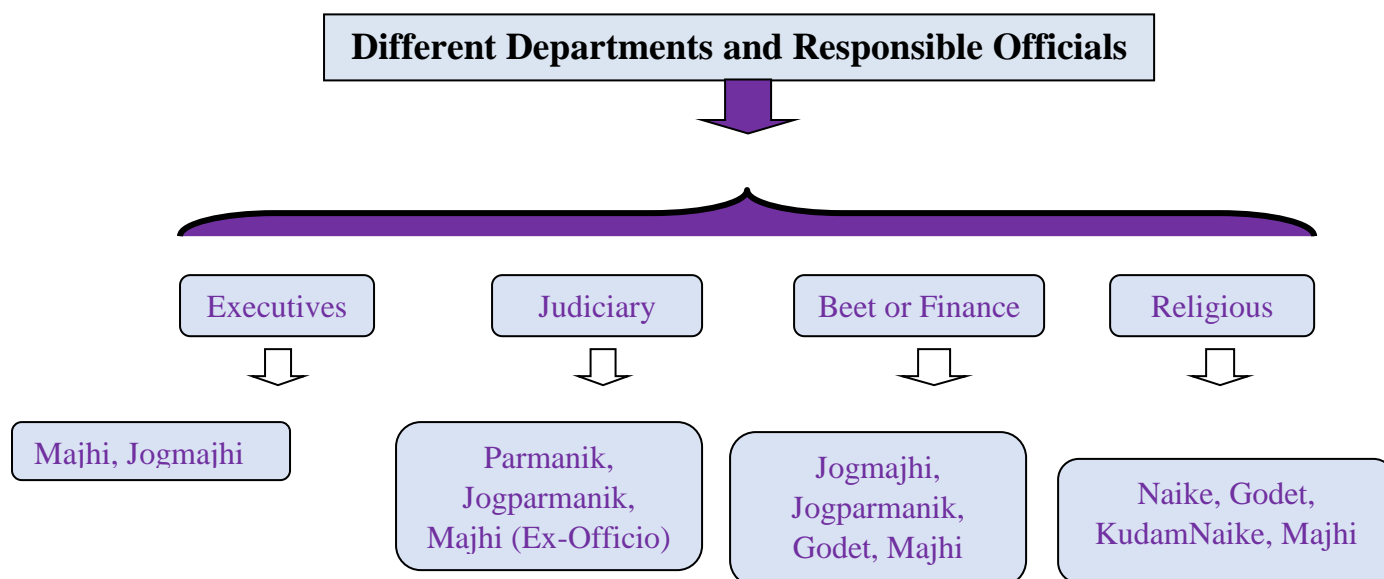 Different Departments and Responsible Officials
Executives
Judiciary
Beet or Finance
Religious
Majhi, Jogmajhi
Parmanik,
Jogparmanik,
Majhi (Ex-Officio)
Jogmajhi,
Jogparmanik,
Godet, Majhi
Naike, Godet,
KudamNaike, Majhi